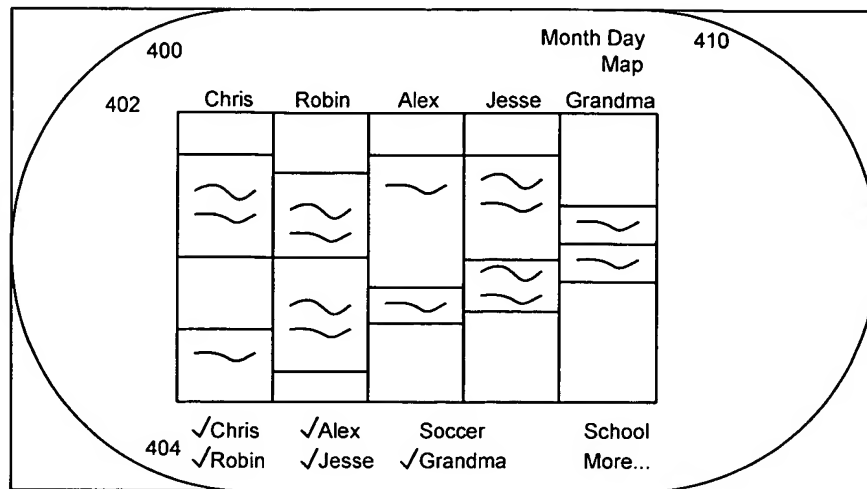 400 Month Day 410
Map
402 Chris Robin Alex Jesse Grandma
✓Chris ✓Alex Soccer School
404 ✓Robin ✓Jesse ✓Grandma More...